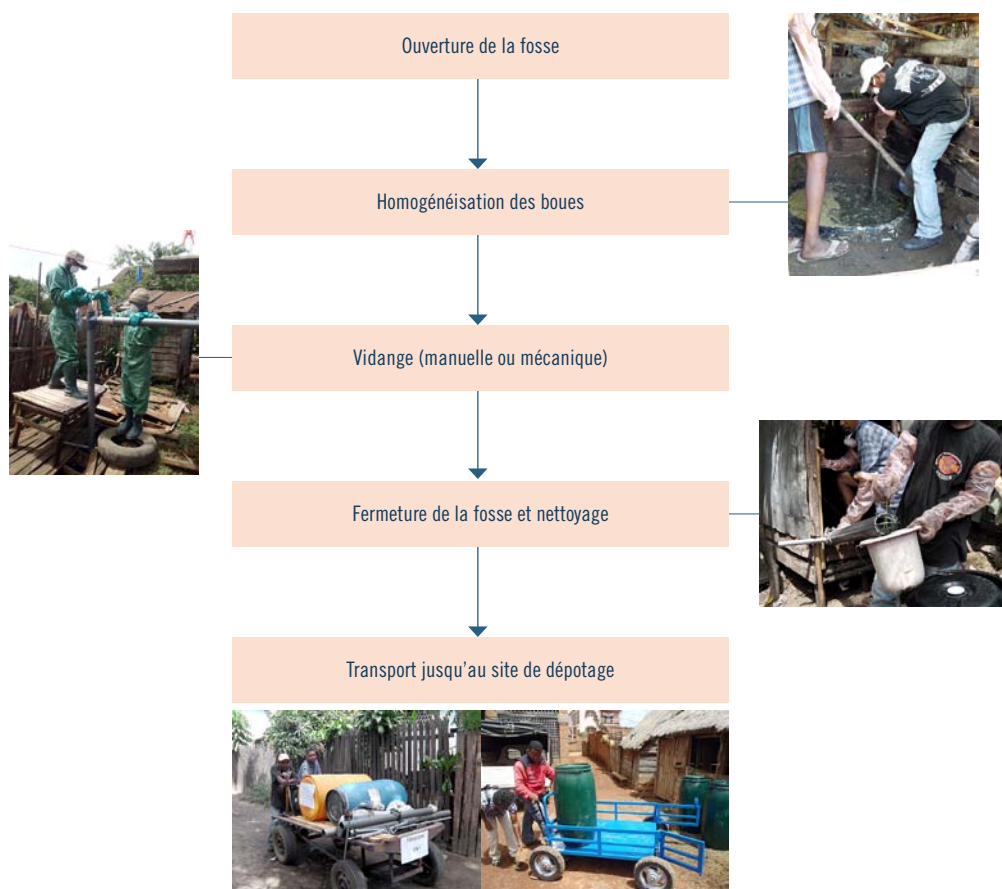 Ouverture de la fosse
Homogénéisation des boues
Vidange (manuelle ou mécanique)
Fermeture de la fosse et nettoyage
Transport jusqu’au site de dépotage